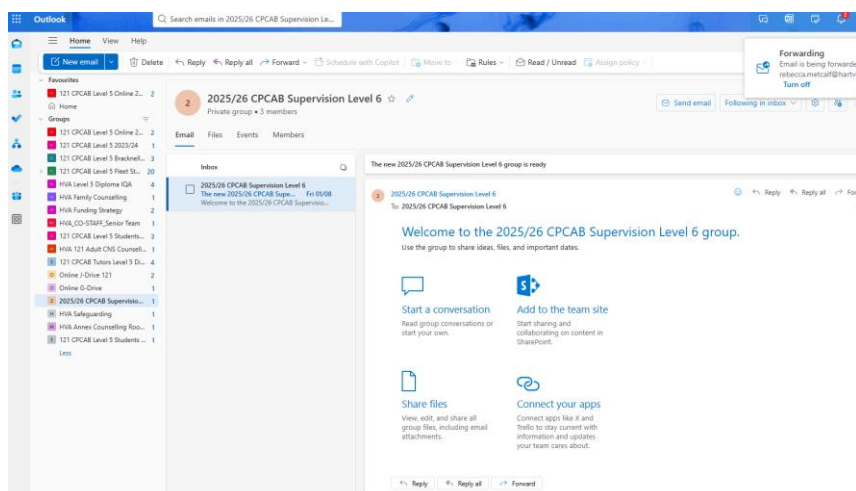 Outlook
Search emails in 2025/26 CPCAB Supervision Le...
2
Home View Help
New email Delete Reply Reply all Forward Schedule with Copilot Move to Rules Read / Unread Assign policy
Forwarding
Email is being forwarde
rebecca.metcalf@hartv
Turn off
Favourites
121 CPCAB Level 5 Online 2... 2
Home
Groups
121 CPCAB Level 5 Online 2... 2
121 CPCAB Level 5 2023/24 1
121 CPCAB Level 5 Bracknell... 3
121 CPCAB Level 5 Fleet St... 20
HVA Level 5 Diploma IQA 4
HVA Family Counselling 1
HVA Funding Strategy 2
HVA_CO-STAFF_Senior Team 1
121 CPCAB Level 5 Students... 3
HVA 121 Adult CNS Counsell... 1
121 CPCAB Tutors Level 5 Di... 4
Online J-Drive 121 2
Online G-Drive 1
2025/26 CPCAB Supervisio... 1
HVA Safeguarding 1
HVA Annex Counselling Roo... 1
121 CPCAB Level 5 Students ... 1
Less
2
2025/26 CPCAB Supervision Level 6
Private group • 3 members
Send email Following in inbox
Email Files Events Members
Inbox
2025/26 CPCAB Supervision Level 6
The new 2025/26 CPCAB Supe... Fri 01/08
Welcome to the 2025/26 CPCAB Supervisio...
The new 2025/26 CPCAB Supervision Level 6 group is ready
2
2025/26 CPCAB Supervision Level 6
Reply Reply all For
To: 2025/26 CPCAB Supervision Level 6
Welcome to the 2025/26 CPCAB Supervision Level 6 group.
Use the group to share ideas, files, and important dates.
Start a conversation
Read group conversations or
start your own.
Add to the team site
Start sharing and
collaborating on content in
SharePoint.
Share files
View, edit, and share all
group files, including email
attachments.
Connect your apps
Connect apps like X and
Trello to stay current with
information and updates
your team cares about.
Reply Reply all Forward